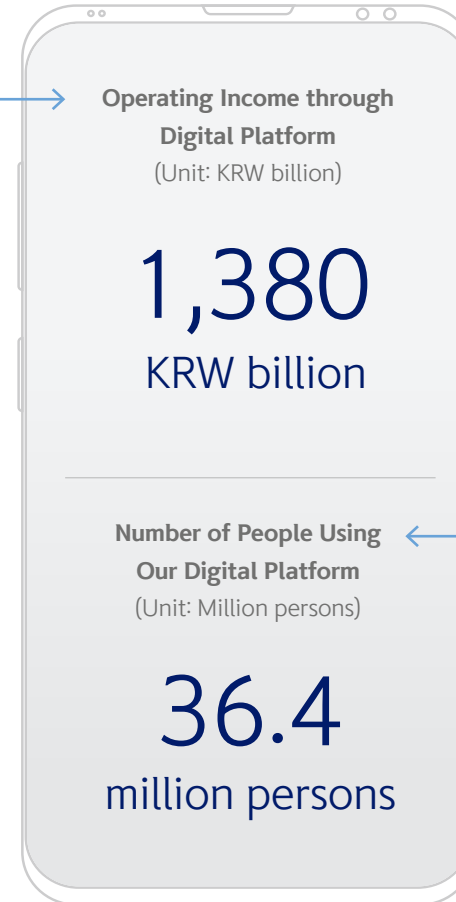 Operating Income through
Digital Platform
(Unit: KRW billion)
1,380
KRW billion
Number of People Using
Our Digital Platform
(Unit: Million persons)
36.4
million persons